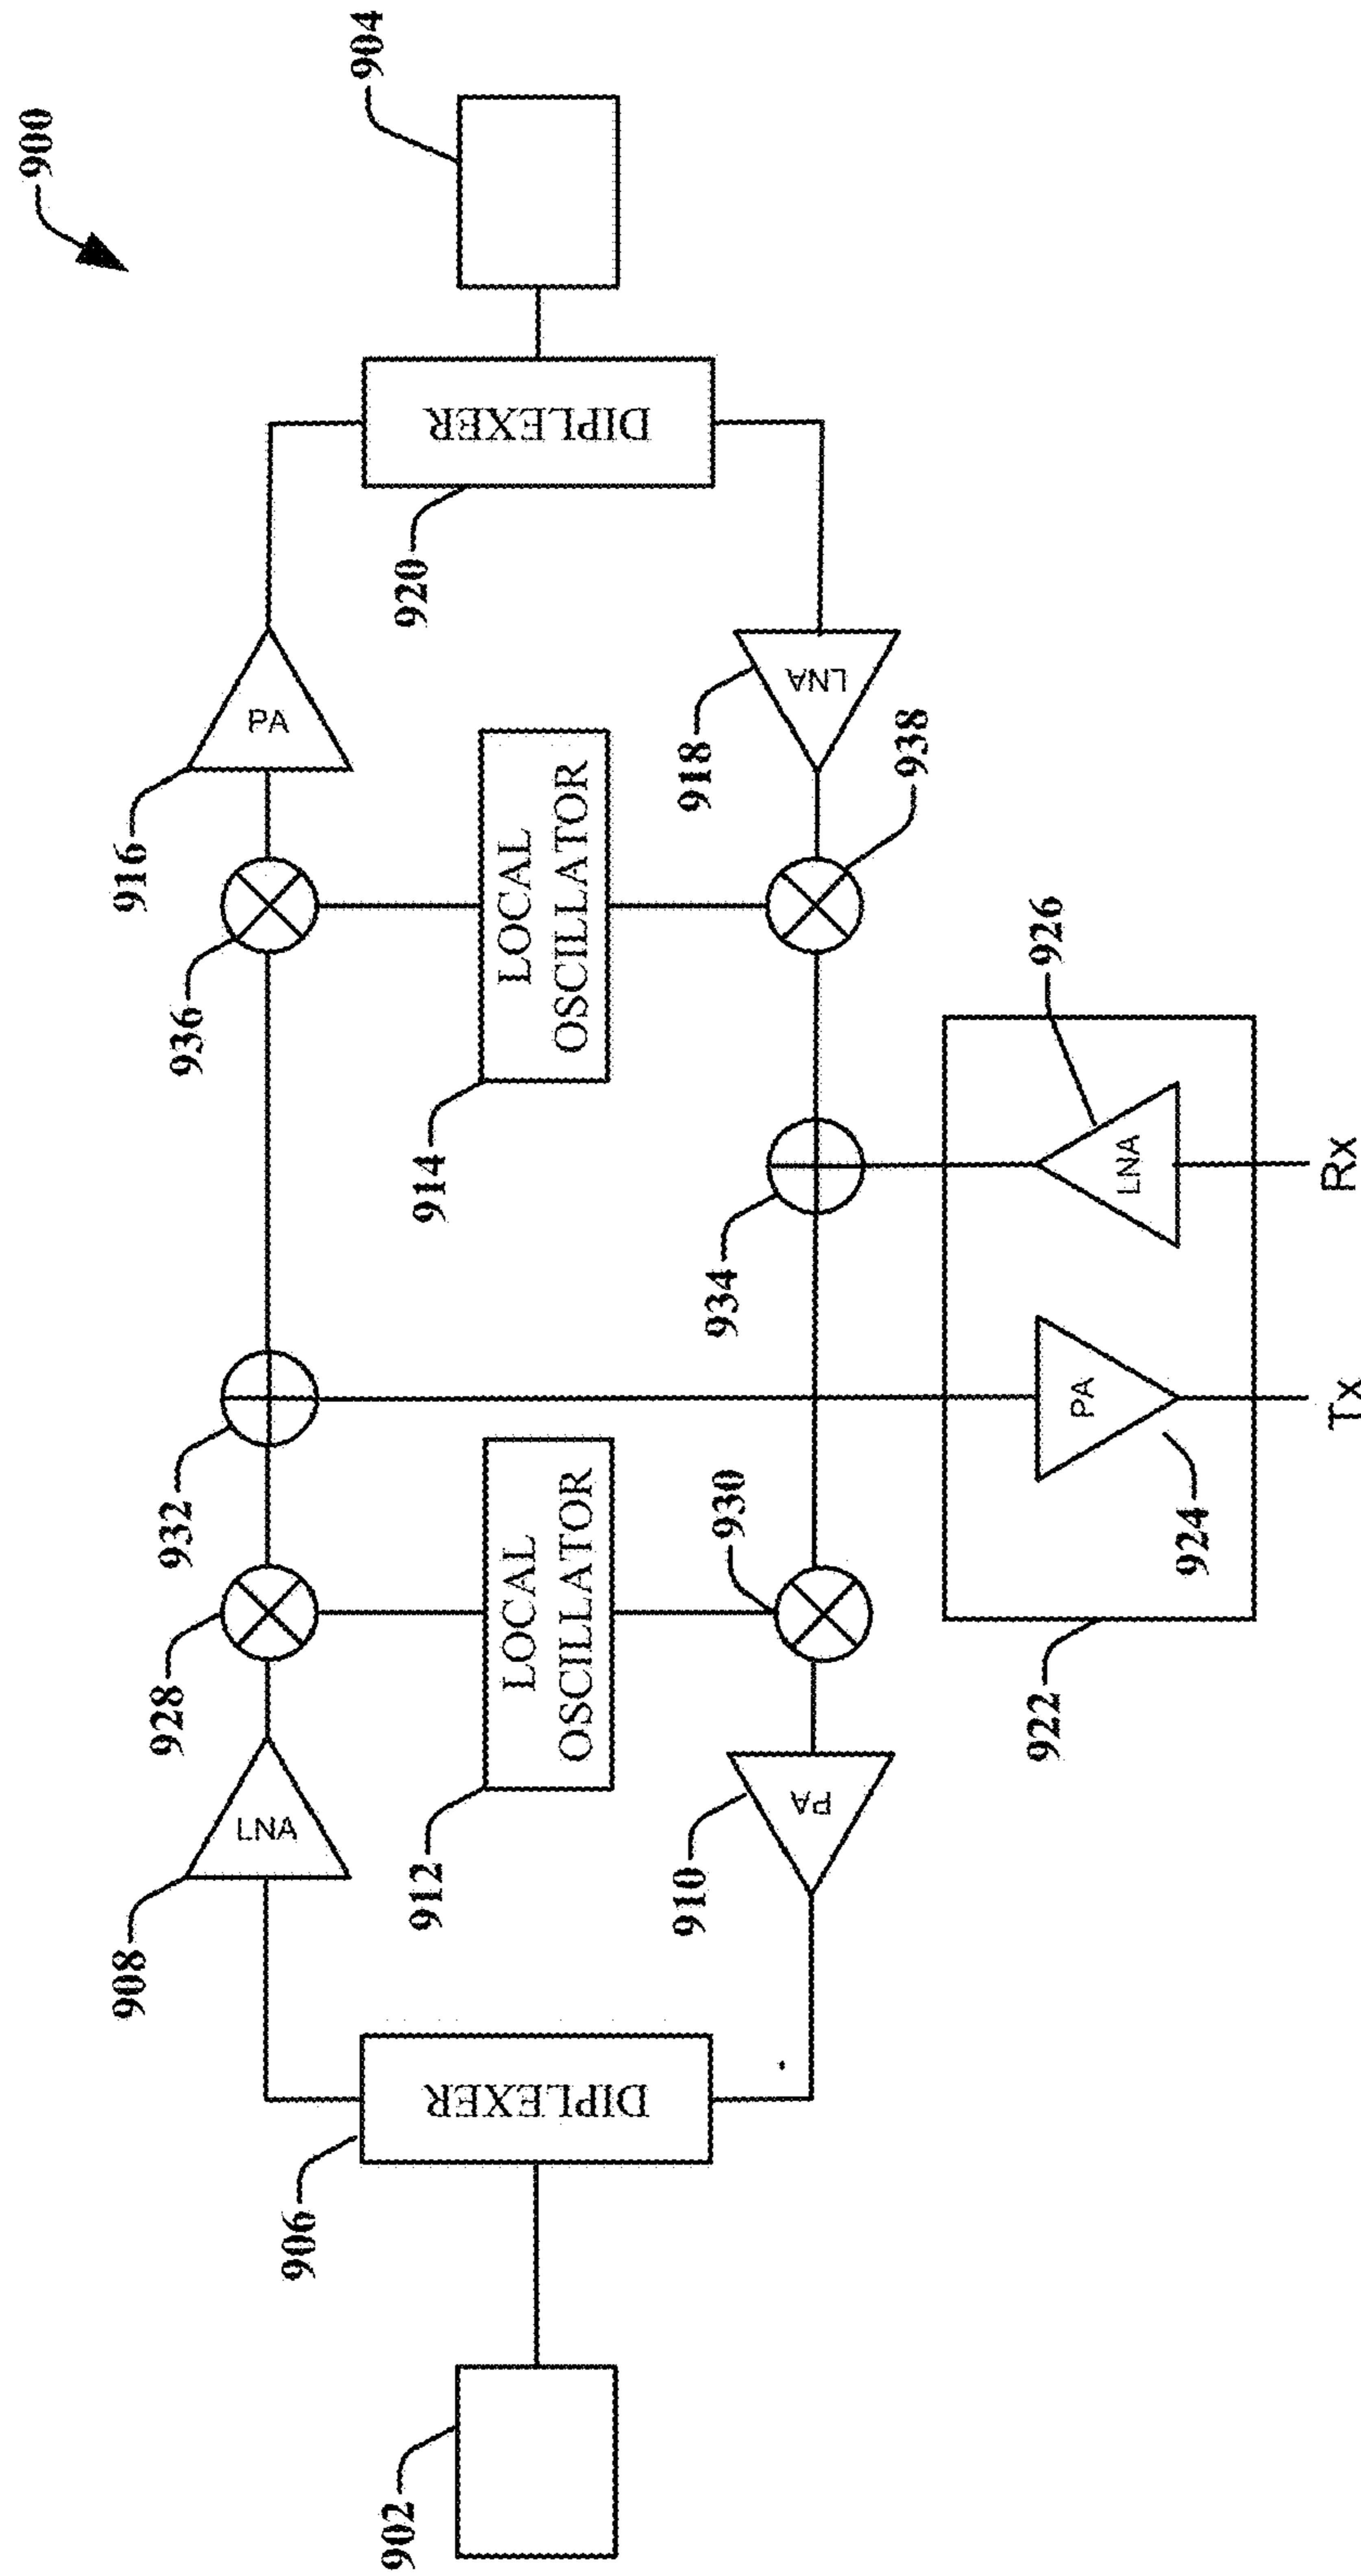 900
904
902
906
DIPLEXER
908
LNA
928
932
936
916
PA
920
DIPLEXER
912
LOCAL
OSCILLATOR
914
LOCAL
OSCILLATOR
910
PA
930
934
938
918
LNA
922
924
PA
926
LNA
Tx
Rx